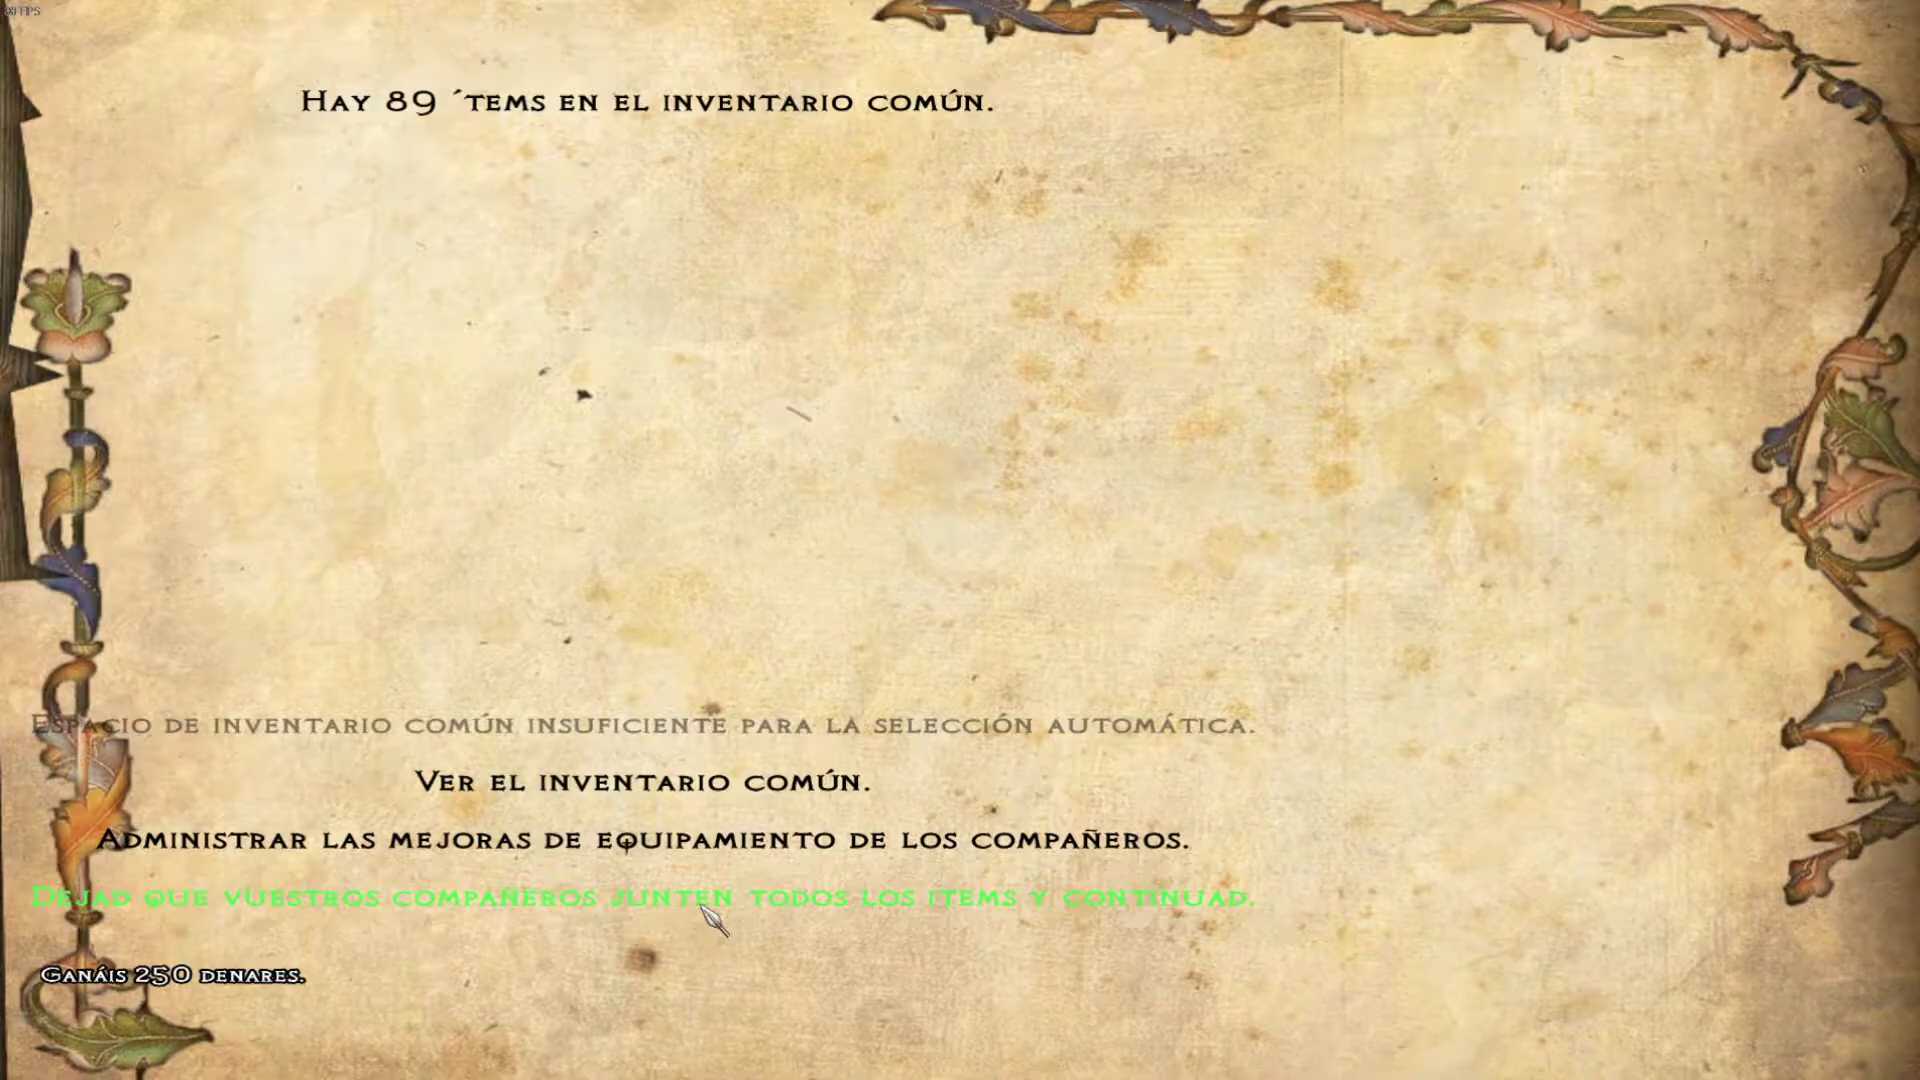 Hay 89 ´tems en el inventario común.
Espacio de inventario común insuficiente para la selección automática.
Ver el inventario común.
Administrar las mejoras de equipamiento de los compañeros.
Dejad que vuestros compañeros junten todos los items y continuad.
Ganáis 250 denares.